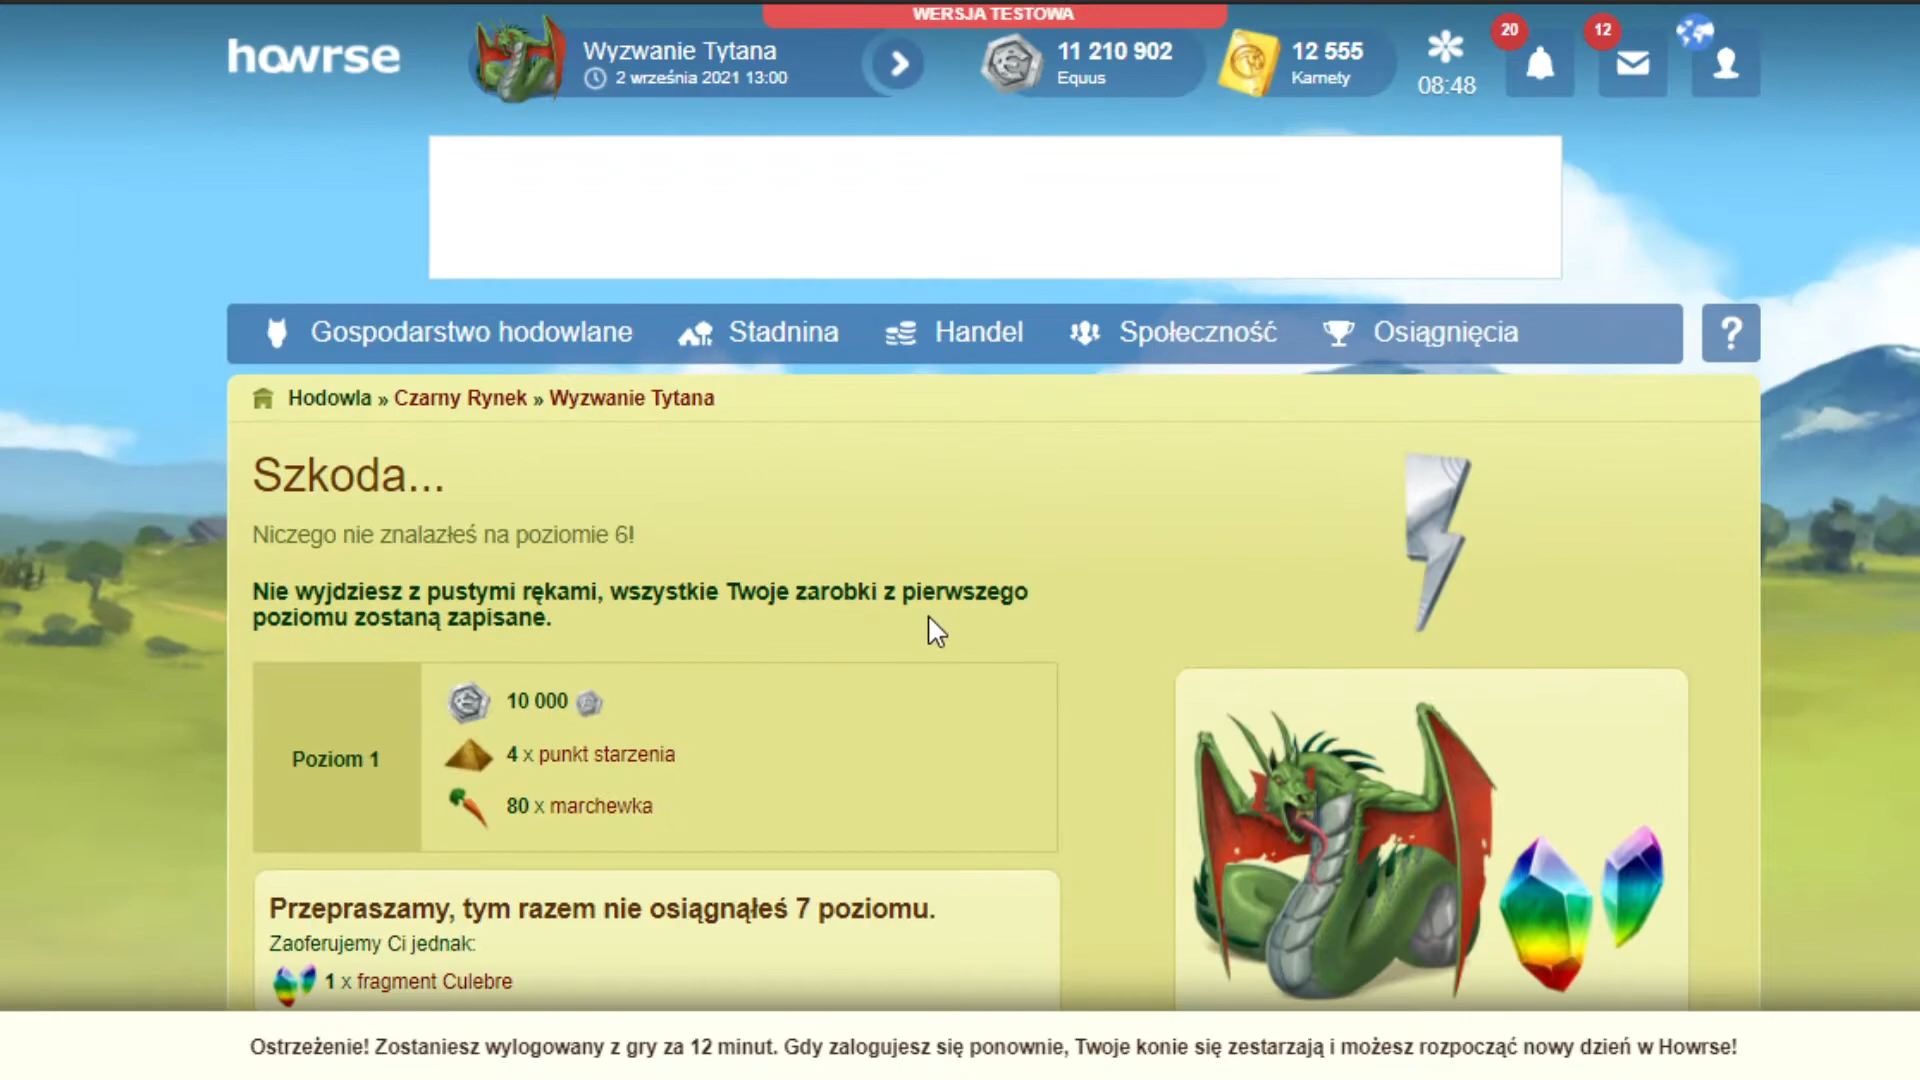 WERSJA TESTOWA
howrse
Wyzwanie Tytana
2 września 2021 13:00
11 210 902
Equus
12 555
Karnety
08:48
20
12
Gospodarstwo hodowlane
Stadnina
Handel
Społeczność
Osiągnięcia
?
Hodowla » Czarny Rynek » Wyzwanie Tytana
Szkoda...
Niczego nie znalazłeś na poziomie 6!
Nie wyjdziesz z pustymi rękami, wszystkie Twoje zarobki z pierwszego
poziomu zostaną zapisane.
Poziom 1
10 000
4 x punkt starzenia
80 x marchewka
Przepraszamy, tym razem nie osiągnąłeś 7 poziomu.
Zaoferujemy Ci jednak:
1 x fragment Culebre
Ostrzeżenie! Zostaniesz wylogowany z gry za 12 minut. Gdy zalogujesz się ponownie, Twoje konie się zestarzają i możesz rozpocząć nowy dzień w Howrse!